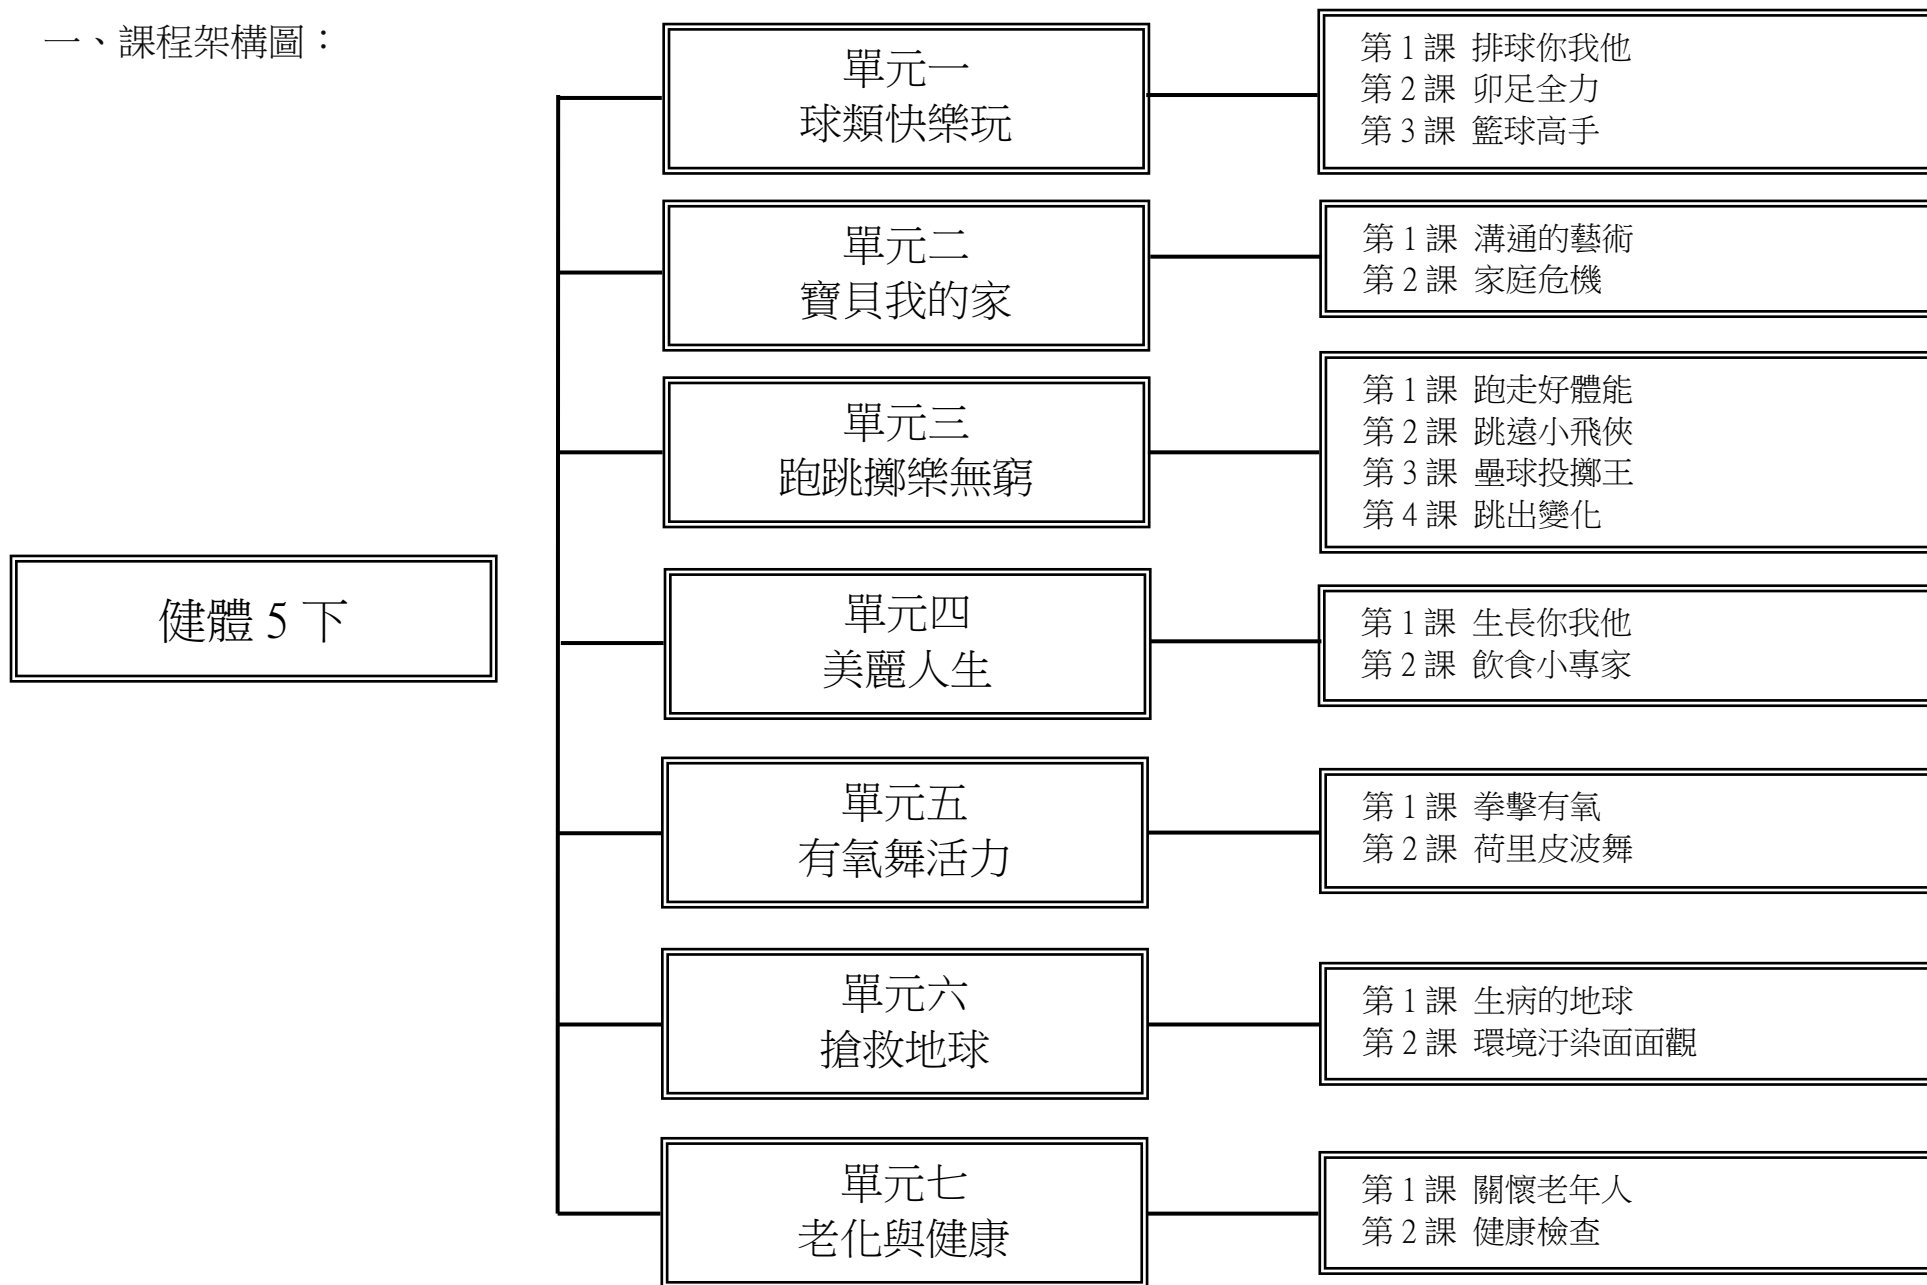 一、課程架構圖：
健體 5 下
單元一
球類快樂玩
第 1 課 排球你我他
第 2 課 卯足全力
第 3 課 籃球高手
單元二
寶貝我的家
第 1 課 溝通的藝術
第 2 課 家庭危機
單元三
跑跳擲樂無窮
第 1 課 跑走好體能
第 2 課 跳遠小飛俠
第 3 課 壘球投擲王
第 4 課 跳出變化
單元四
美麗人生
第 1 課 生長你我他
第 2 課 飲食小專家
單元五
有氧舞活力
第 1 課 拳擊有氧
第 2 課 荷里皮波舞
單元六
搶救地球
第 1 課 生病的地球
第 2 課 環境汙染面面觀
單元七
老化與健康
第 1 課 關懷老年人
第 2 課 健康檢查